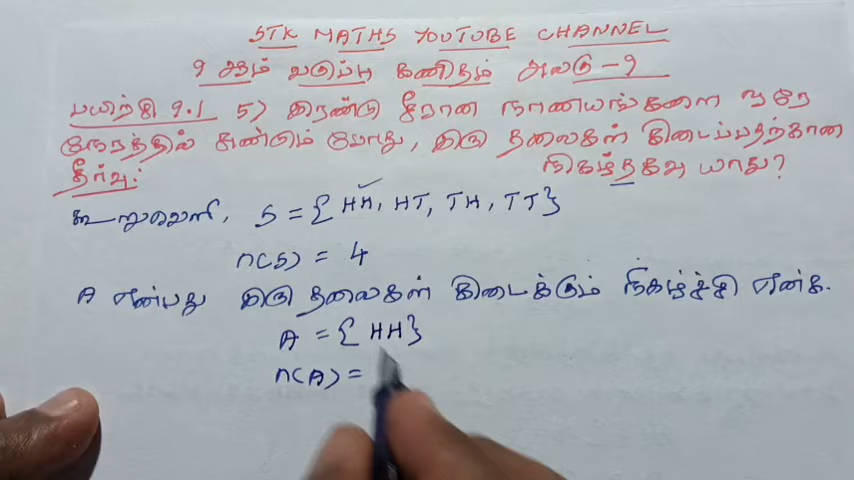 STK MATHS YOUTUBE CHANNEL
9 ஆம் வகுப்பு கணிதம் அலகு - 9
பயிற்சி 9.1 5) இரண்டு சீரான நாணயங்களை ஒரே
நேரத்தில் சுண்டும் போது, இரு தலைகள் கிடைப்பதற்கான
நிகழ்தகவு யாது?
தீர்வு:
கூறுவெளி, S = {HH, HT, TH, TT}
n(S) = 4
A என்பது இரு தலைகள் கிடைக்கும் நிகழ்ச்சி என்க.
A = {HH}
n(A) =